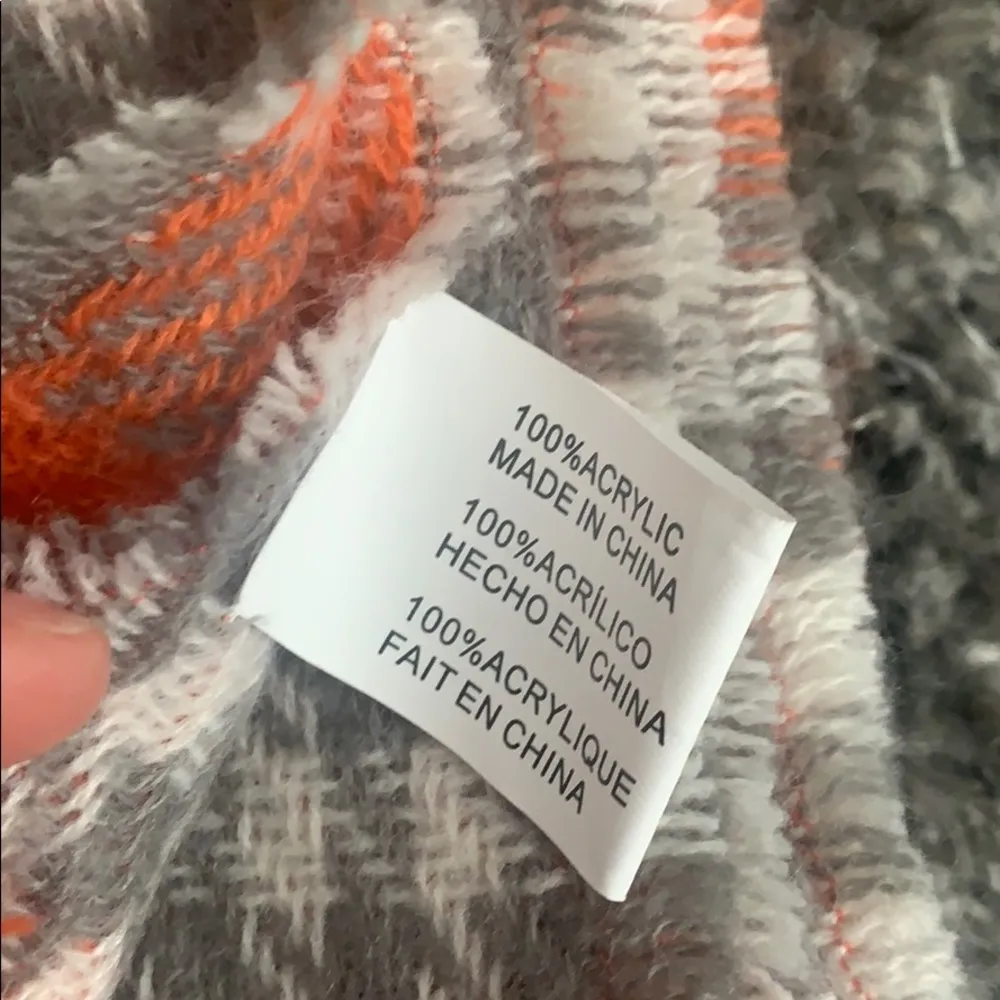 100%ACRYLIC
MADE IN CHINA
100%ACRÍLICO
HECHO EN CHINA
100%ACRYLIQUE
FAIT EN CHINA